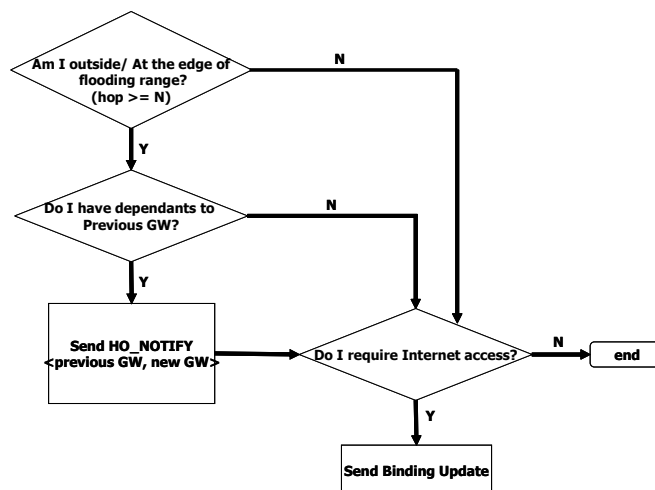 Am I outside/ At the edge of
flooding range?
(hop >= N)
N
Y
Do I have dependants to
Previous GW?
N
Y
Send HO_NOTIFY
<previous GW, new GW>
Do I require Internet access?
N
end
Y
Send Binding Update